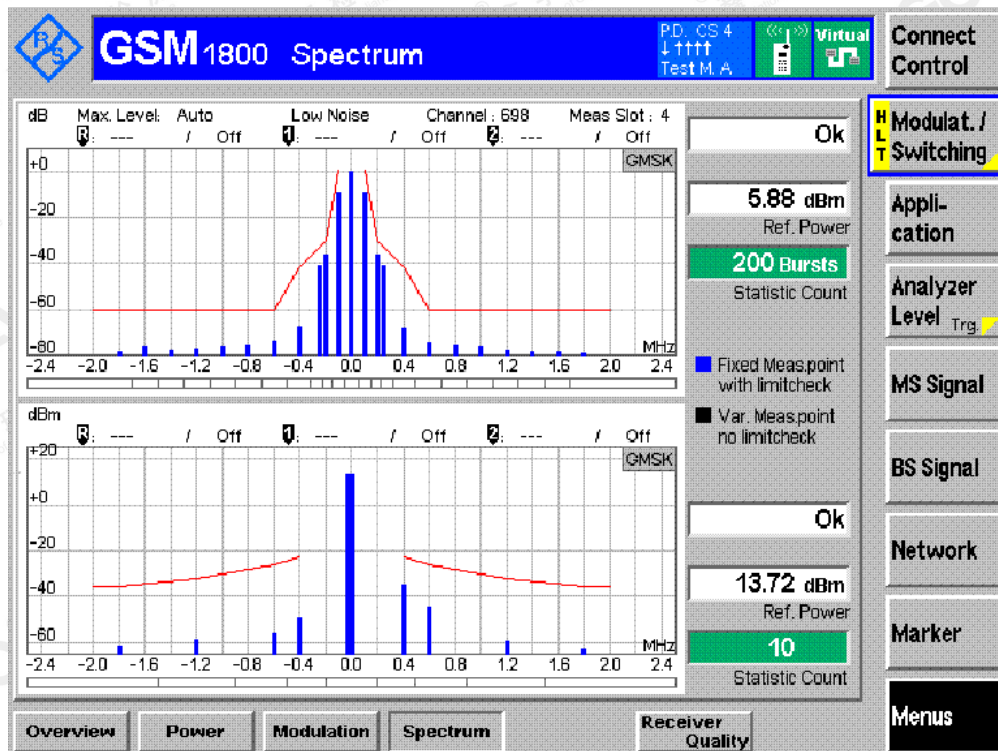 R/S
GSM 1800 Spectrum
P.D. CS 4
↓ ↑↑↑↑
Test M. A
Virtual
Connect
Control
dB Max. Level: Auto Low Noise Channel : 698 Meas Slot : 4
R: --- / Off 1: --- / Off 2: --- / Off
GMSK
+0
-20
-40
-60
-80
MHz
-2.4 -2.0 -1.6 -1.2 -0.8 -0.4 0.0 0.4 0.8 1.2 1.6 2.0 2.4
Ok
5.88 dBm
Ref. Power
200 Bursts
Statistic Count
Fixed Meas.point
with limitcheck
Var. Meas.point
no limitcheck
dBm
R: --- / Off 1: --- / Off 2: --- / Off
GMSK
+20
+0
-20
-40
-60
MHz
-2.4 -2.0 -1.6 -1.2 -0.8 -0.4 0.0 0.4 0.8 1.2 1.6 2.0 2.4
Ok
13.72 dBm
Ref. Power
10
Statistic Count
HLT
Modulat. /
Switching
Appli-
cation
Analyzer
Level Trg.
MS Signal
BS Signal
Network
Marker
Menus
Overview Power Modulation Spectrum Receiver
Quality